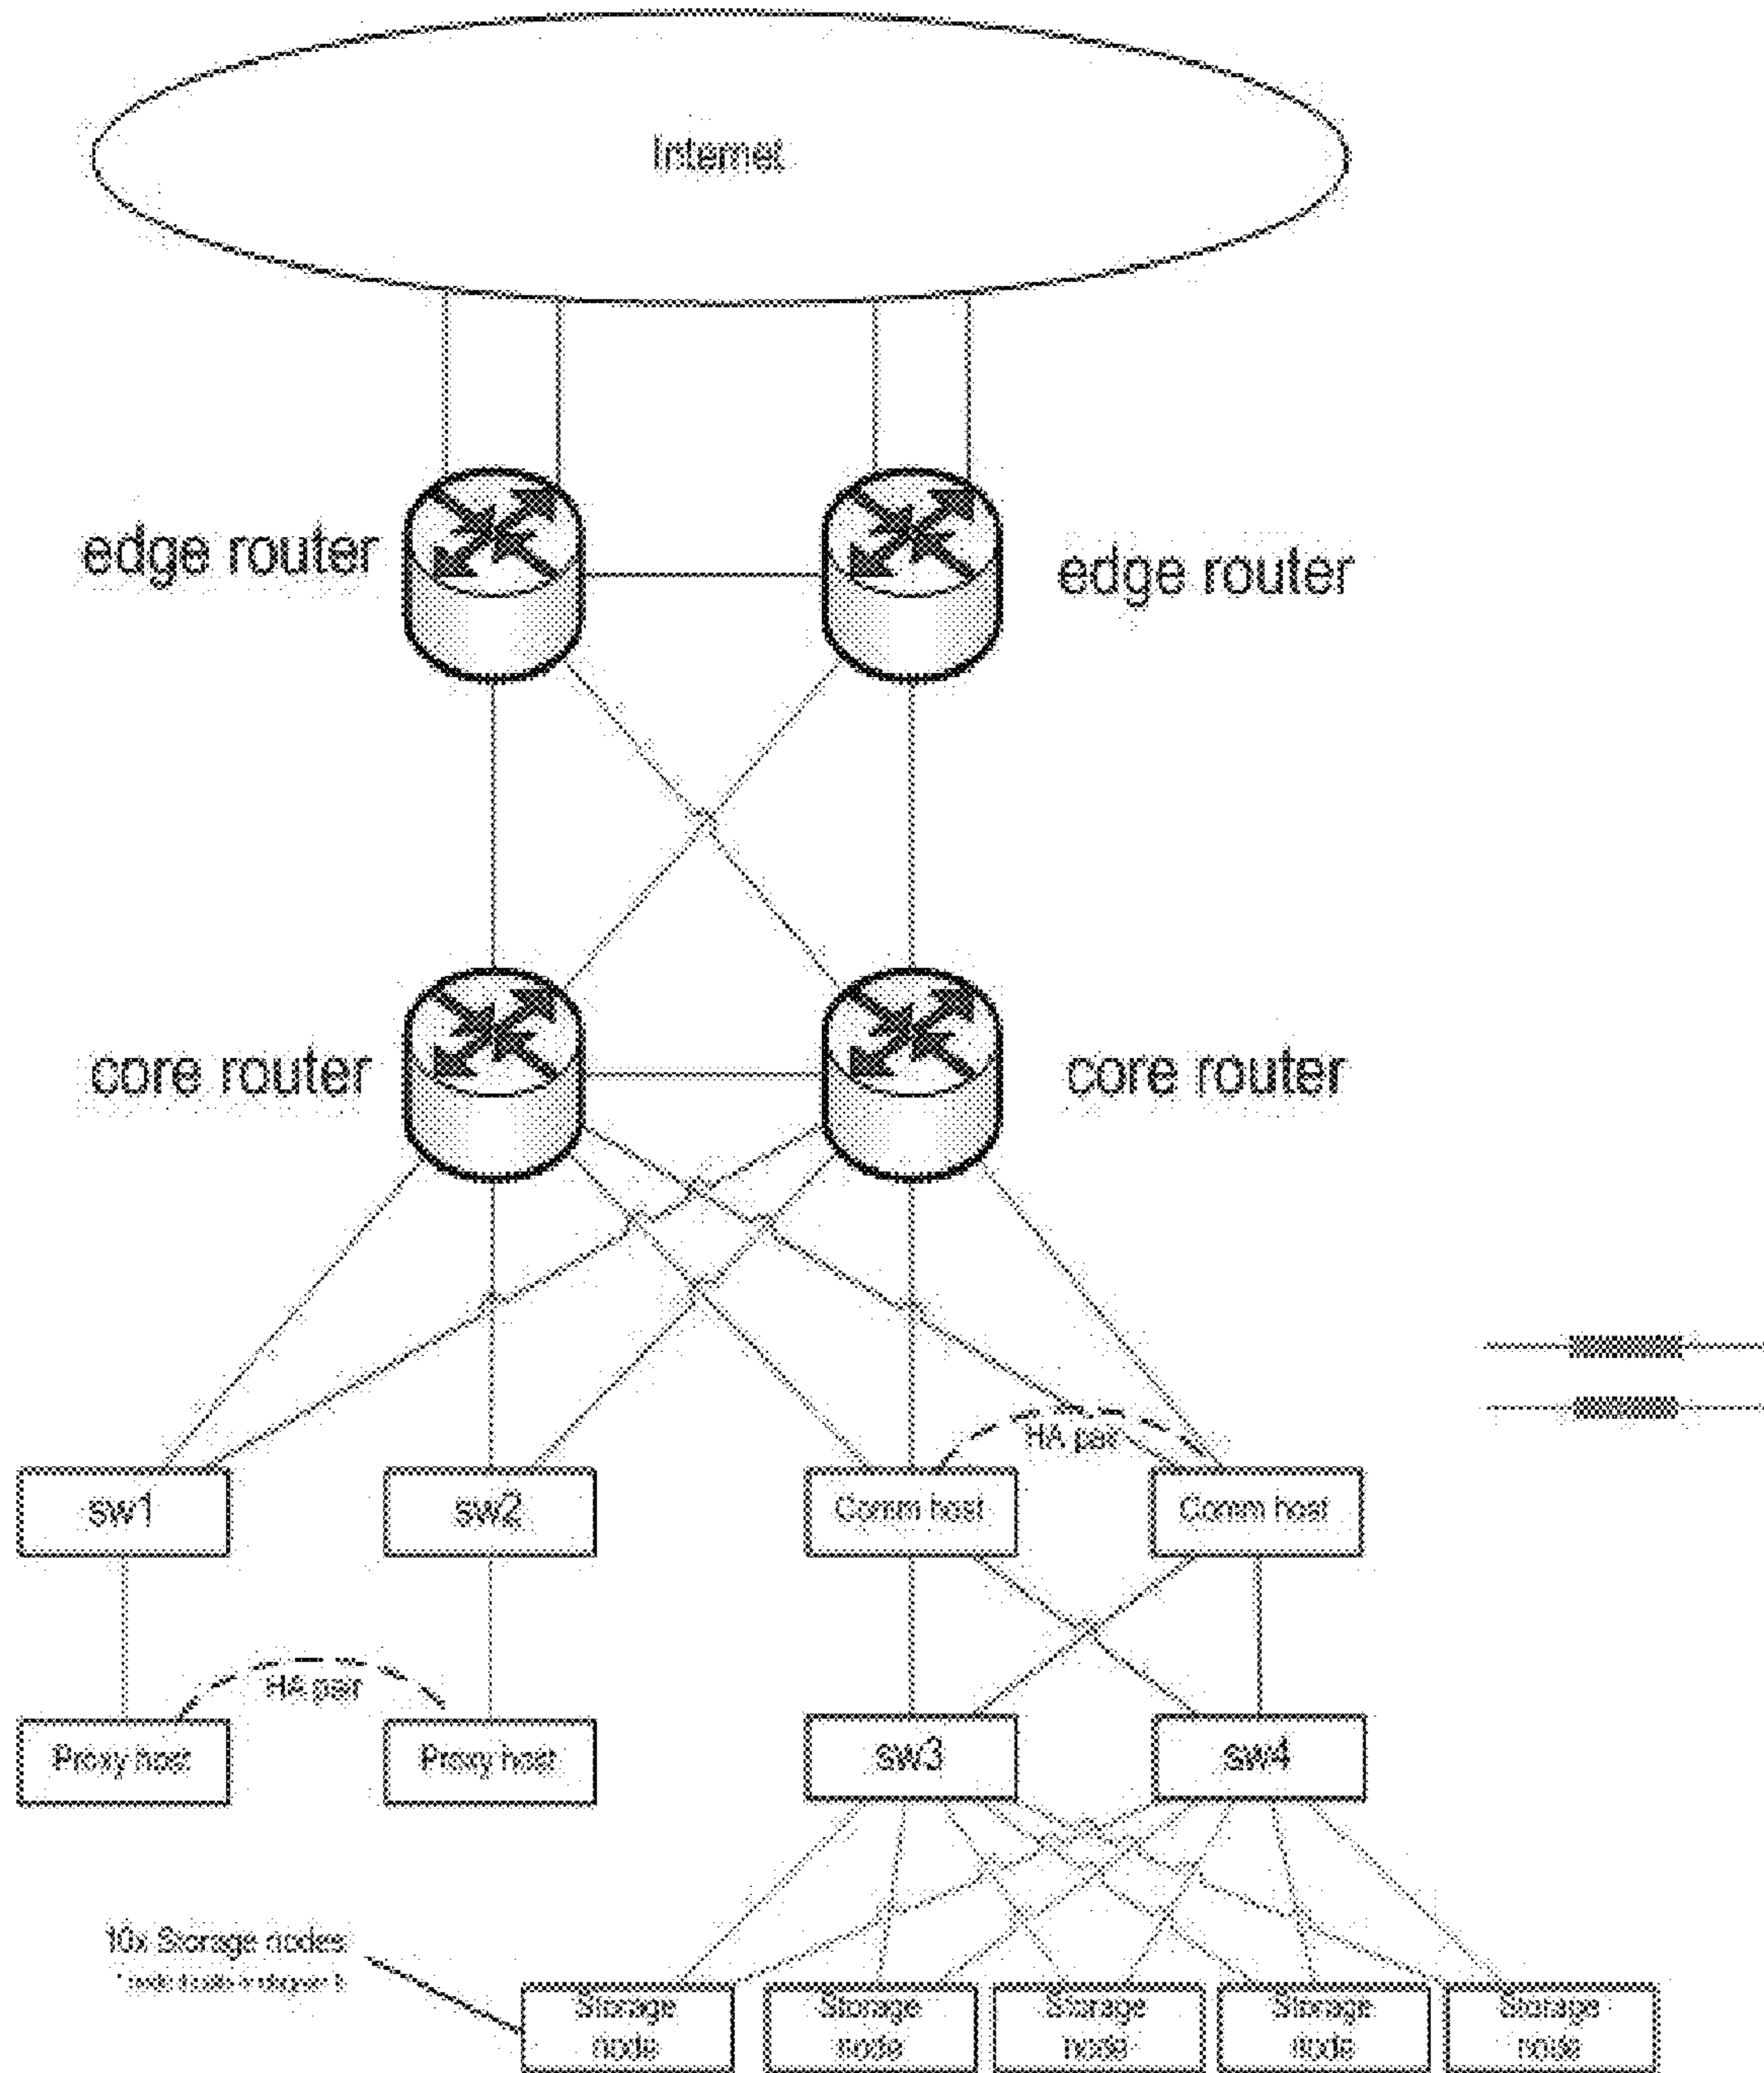 Internet
edge router
edge router
core router
core router
HA pair
sw1
sw2
Comm host
Comm host
HA pair
Proxy host
Proxy host
sw3
sw4
10x Storage nodes
Storage
node
Storage
node
Storage
node
Storage
node
Storage
node